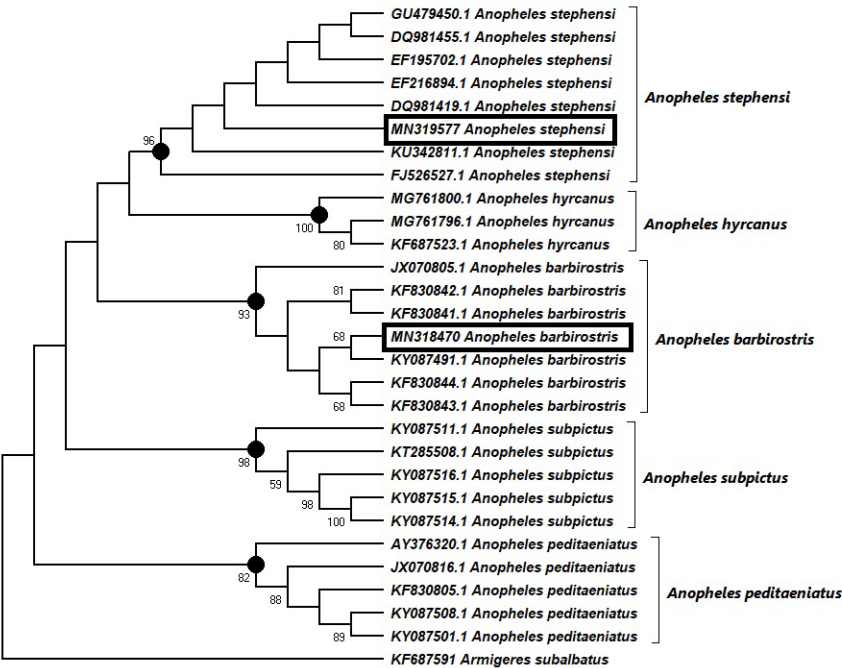 GU479450.1 Anopheles stephensi
DQ981455.1 Anopheles stephensi
EF195702.1 Anopheles stephensi
EF216894.1 Anopheles stephensi
DQ981419.1 Anopheles stephensi
Anopheles stephensi
MN319577 Anopheles stephensi
96
KU342811.1 Anopheles stephensi
FJ526527.1 Anopheles stephensi
MG761800.1 Anopheles hyrcanus
MG761796.1 Anopheles hyrcanus
Anopheles hyrcanus
100
80
KF687523.1 Anopheles hyrcanus
JX070805.1 Anopheles barbirostris
81
KF830842.1 Anopheles barbirostris
93
KF830841.1 Anopheles barbirostris
68
MN318470 Anopheles barbirostris
Anopheles barbirostris
KY087491.1 Anopheles barbirostris
KF830844.1 Anopheles barbirostris
68
KF830843.1 Anopheles barbirostris
KY087511.1 Anopheles subpictus
98
KT285508.1 Anopheles subpictus
59
KY087516.1 Anopheles subpictus
Anopheles subpictus
98
KY087515.1 Anopheles subpictus
100
KY087514.1 Anopheles subpictus
AY376320.1 Anopheles peditaeniatus
82
JX070816.1 Anopheles peditaeniatus
88
KF830805.1 Anopheles peditaeniatus
Anopheles peditaeniatus
KY087508.1 Anopheles peditaeniatus
89
KY087501.1 Anopheles peditaeniatus
KF687591 Armigeres subalbatus